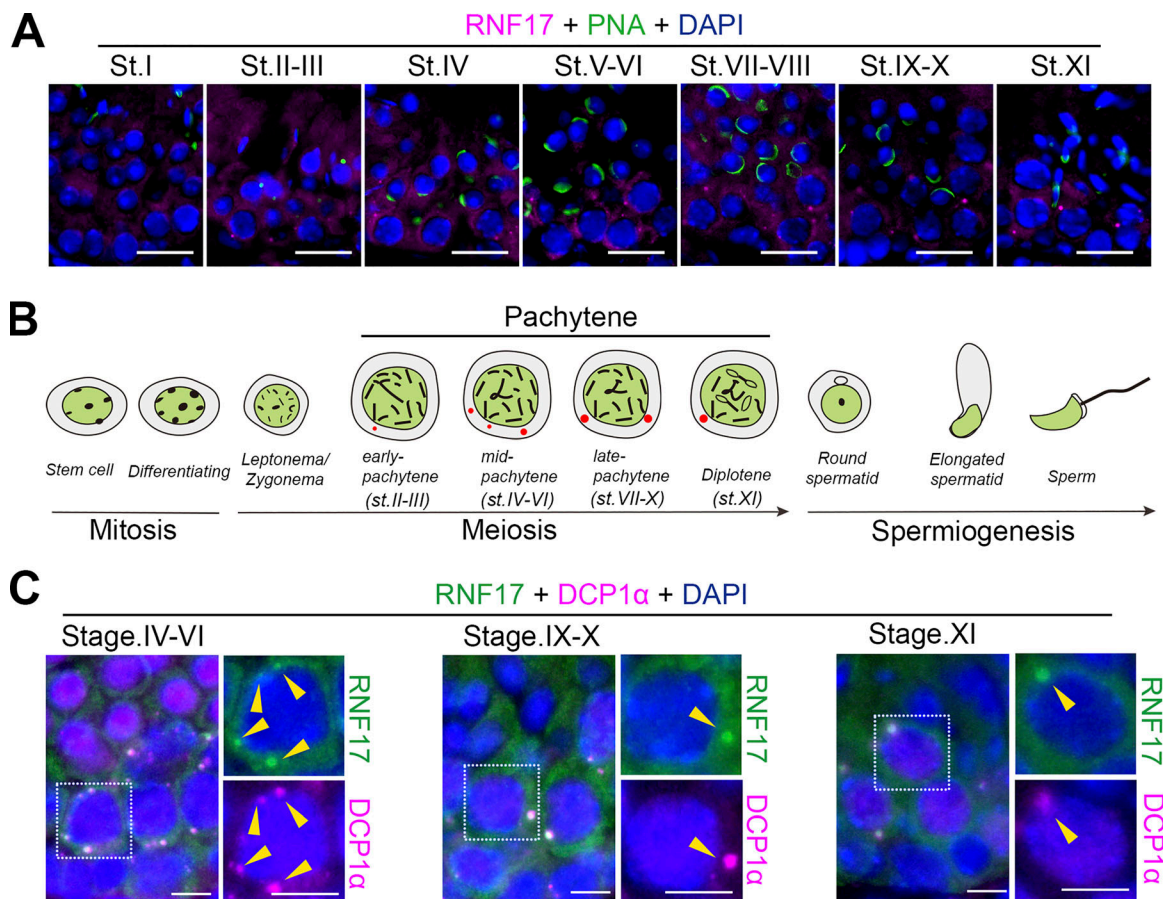 A
RNF17 + PNA + DAPI
St.I St.II-III St.IV St.V-VI St.VII-VIII St.IX-X St.XI
B
Pachytene
Stem cell Differentiating Leptonema/
Zygonema
early-
pachytene
(st.II-III)
mid-
pachytene
(st.IV-VI)
late-
pachytene
(st.VII-X)
Diplotene
(st.XI)
Round
spermatid
Elongated
spermatid
Sperm
Mitosis Meiosis Spermiogenesis
C
RNF17 + DCP1α + DAPI
Stage.IV-VI Stage.IX-X Stage.XI
RNF17
DCP1α
RNF17
DCP1α
RNF17
DCP1α